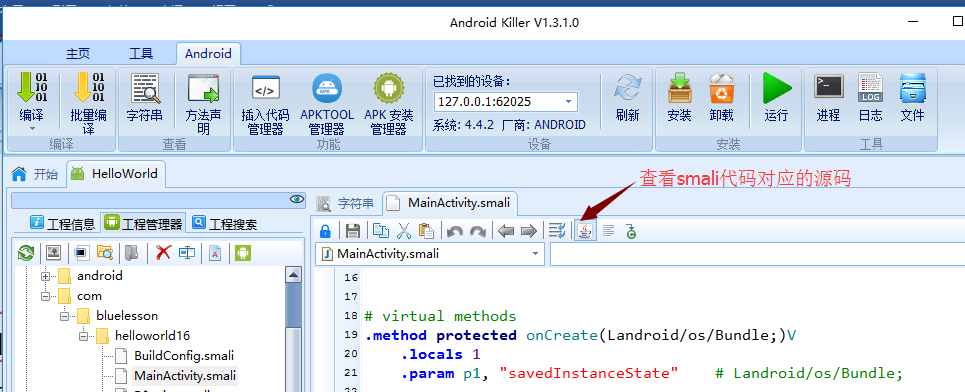 Android Killer V1.3.1.0
主页 工具 Android
编译 批量编译 字符串 方法声明 插入代码管理器 APKTOOL管理器 APK 安装管理器 已找到的设备: 刷新 安装 卸载 运行 进程 日志 文件
127.0.0.1:62025
系统: 4.4.2 厂商: ANDROID
编译 查看 功能 设备 安装 工具
开始 HelloWorld
查看smali代码对应的源码
字符串 MainActivity.smali
工程信息 工程管理器 工程搜索
MainActivity.smali
android
com
bluelesson
helloworld16
BuildConfig.smali
MainActivity.smali
16
17
18 # virtual methods
19 .method protected onCreate(Landroid/os/Bundle;)V
20 .locals 1
21 .param p1, "savedInstanceState" # Landroid/os/Bundle;